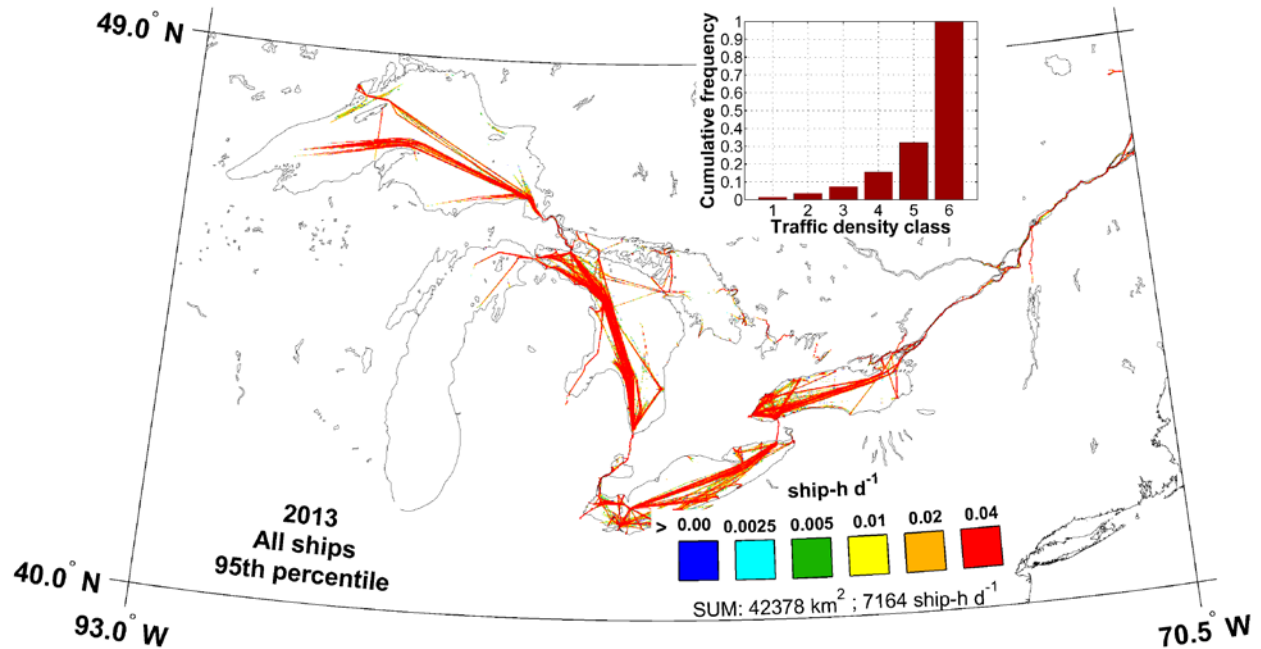 49.0° N
Cumulative frequency
1
0.9
0.8
0.7
0.6
0.5
0.4
0.3
0.2
0.1
0
1 2 3 4 5 6
Traffic density class
2013
All ships
95th percentile
ship-h d⁻¹
> 0.00 0.0025 0.005 0.01 0.02 0.04
SUM: 42378 km² ; 7164 ship-h d⁻¹
40.0° N
93.0° W
70.5° W